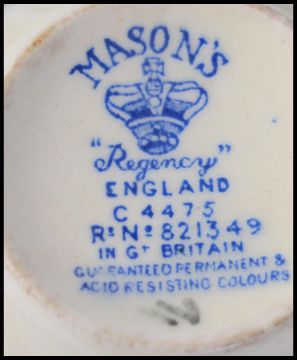 MASON'S
"Regency"
ENGLAND
C 4475
Rᴰ Nº 821349
IN Gᵀ BRITAIN
GUARANTEED PERMANENT &
ACID RESISTING COLOURS